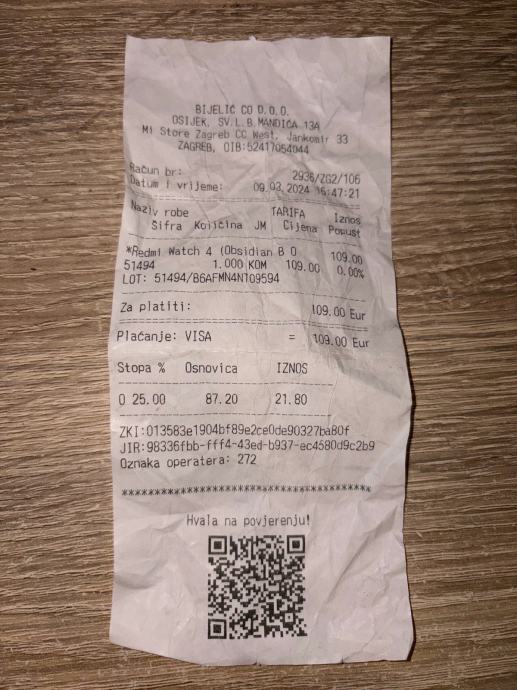 BIJELIĆ CO D.O.O.
OSIJEK, SV.L.B.MANDIĆA 13A
Mi Store Zagreb CC West, Jankomir 33
ZAGREB, OIB:52417054044
Račun br: 2936/ZG2/106
Datum i vrijeme: 09.03.2024 16:47:21
Naziv robe TARIFA Iznos
Šifra Količina JM Cijena Popust
*Redmi Watch 4 (Obsidian B O 109.00
51494 1.000 KOM 109.00 0.00%
LOT: 51494/B6AFMN4N109594
Za platiti: 109.00 Eur
Plaćanje: VISA = 109.00 Eur
Stopa % Osnovica IZNOS
O 25.00 87.20 21.80
ZKI:013583e1904bf89e2ce0de90327ba80f
JIR:98336fbb-fff4-43ed-b937-ec4580d9c2b9
Oznaka operatera: 272
****************************************
Hvala na povjerenju!